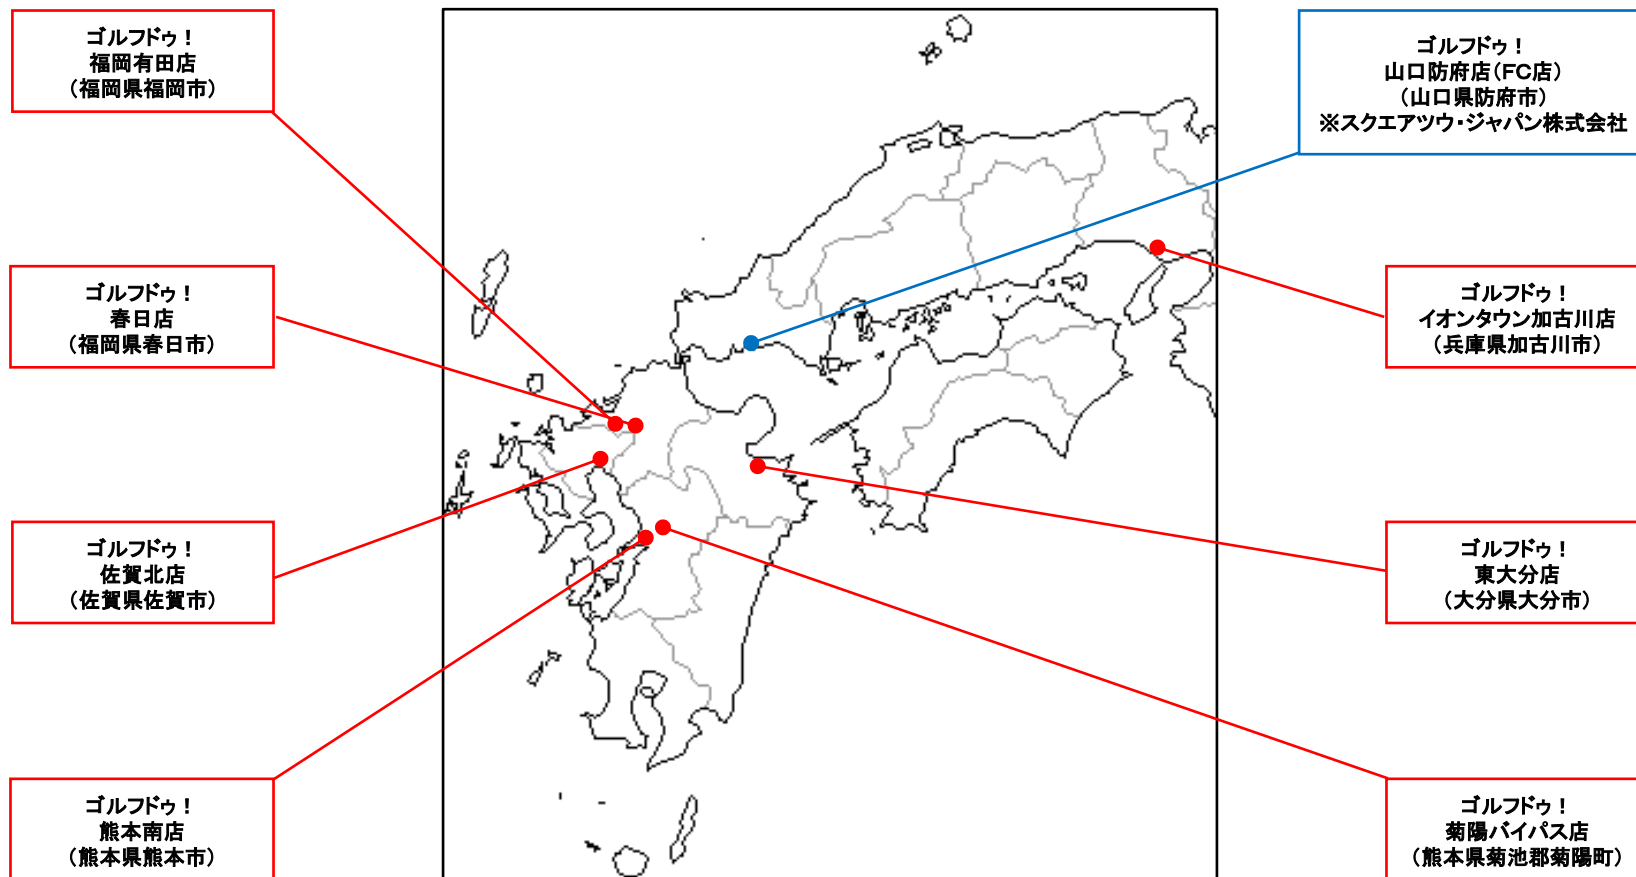 ゴルフドゥ！
福岡有田店
（福岡県福岡市）
ゴルフドゥ！
春日店
（福岡県春日市）
ゴルフドゥ！
佐賀北店
（佐賀県佐賀市）
ゴルフドゥ！
熊本南店
（熊本県熊本市）
ゴルフドゥ！
山口防府店（FC店）
（山口県防府市）
※スクエアツウ・ジャパン株式会社
ゴルフドゥ！
イオンタウン加古川店
（兵庫県加古川市）
ゴルフドゥ！
東大分店
（大分県大分市）
ゴルフドゥ！
菊陽バイパス店
（熊本県菊池郡菊陽町）